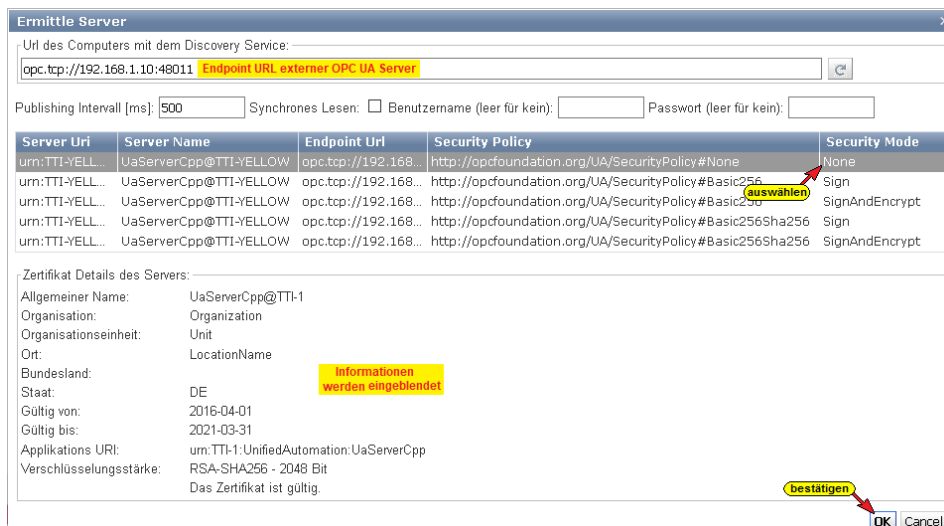 Ermittle Server
Url des Computers mit dem Discovery Service:
opc.tcp://192.168.1.10:48011 Endpoint URL externer OPC UA Server
Publishing Intervall [ms]: 500 Synchrones Lesen: Benutzername (leer für kein): Passwort (leer für kein):
Server Uri Server Name Endpoint Url Security Policy Security Mode
urn:TTI-YELL... UaServerCpp@TTI-YELLOW opc.tcp://192.168... http://opcfoundation.org/UA/SecurityPolicy#None None
urn:TTI-YELL... UaServerCpp@TTI-YELLOW opc.tcp://192.168... http://opcfoundation.org/UA/SecurityPolicy#Basic256 Sign
auswählen
urn:TTI-YELL... UaServerCpp@TTI-YELLOW opc.tcp://192.168... http://opcfoundation.org/UA/SecurityPolicy#Basic256 SignAndEncrypt
urn:TTI-YELL... UaServerCpp@TTI-YELLOW opc.tcp://192.168... http://opcfoundation.org/UA/SecurityPolicy#Basic256Sha256 Sign
urn:TTI-YELL... UaServerCpp@TTI-YELLOW opc.tcp://192.168... http://opcfoundation.org/UA/SecurityPolicy#Basic256Sha256 SignAndEncrypt
Zertifikat Details des Servers:
Allgemeiner Name: UaServerCpp@TTI-1
Organisation: Organization
Organisationseinheit: Unit
Ort: LocationName
Bundesland:
Informationen
werden eingeblendet
Staat: DE
Gültig von: 2016-04-01
Gültig bis: 2021-03-31
Applikations URI: urn:TTI-1:UnifiedAutomation:UaServerCpp
Verschlüsselungsstärke: RSA-SHA256 - 2048 Bit
Das Zertifikat ist gültig.
bestätigen
OK Cancel